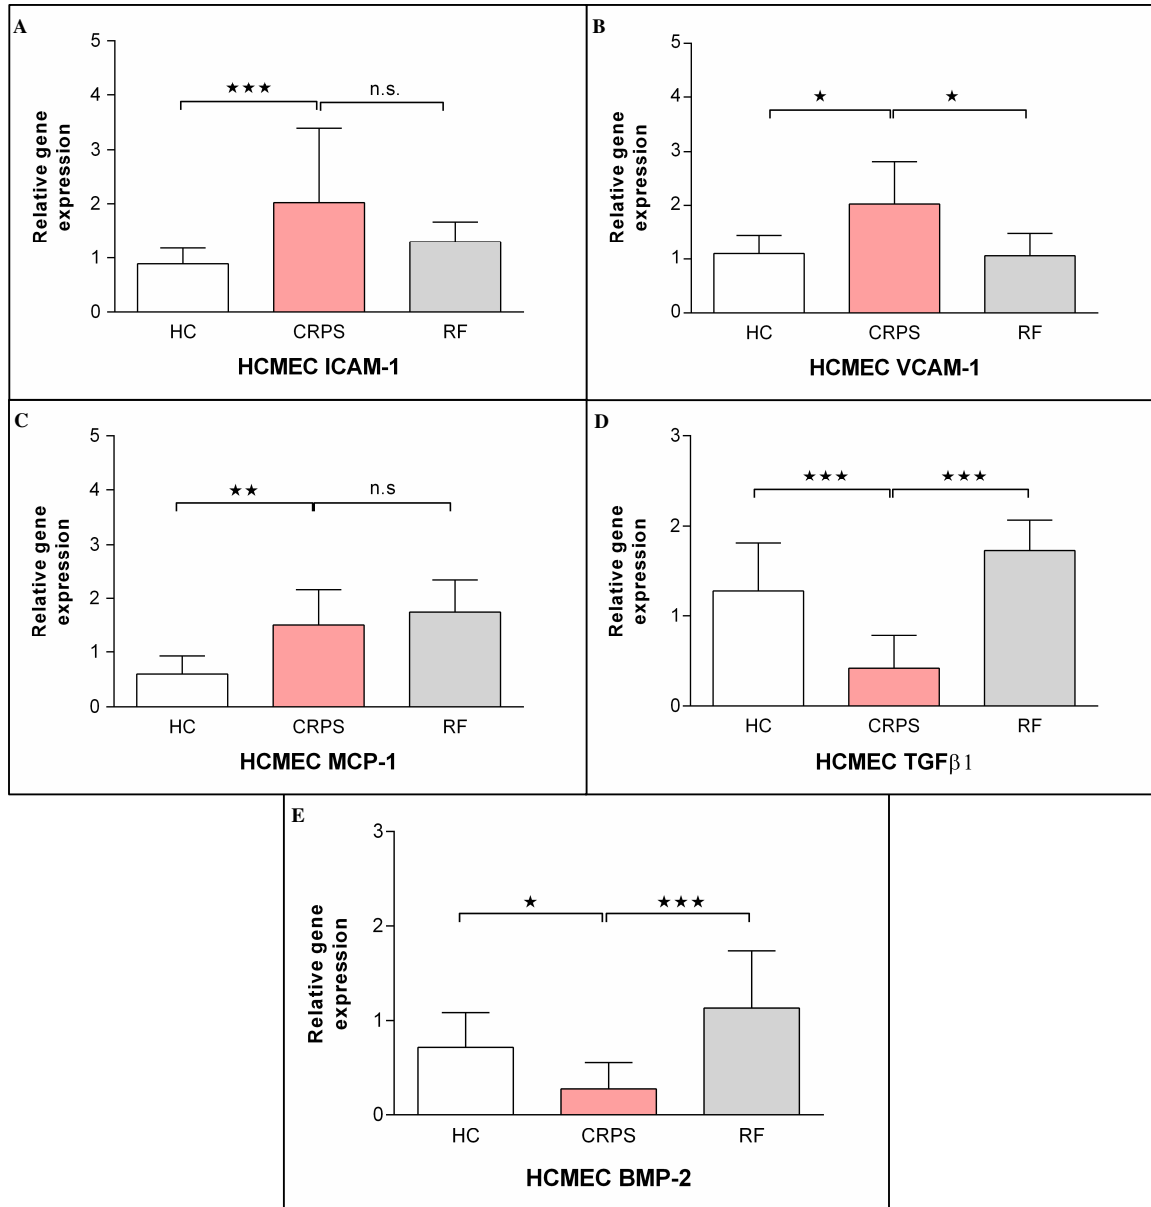 A
5
4
3
2
1
0
Relative gene
expression
★★★
n.s.
HC CRPS RF
HCMEC ICAM-1
B
5
4
3
2
1
0
Relative gene
expression
★ ★
HC CRPS RF
HCMEC VCAM-1
C
5
4
3
2
1
0
Relative gene
expression
★★
n.s
HC CRPS RF
HCMEC MCP-1
D
3
2
1
0
Relative gene
expression
★★★ ★★★
HC CRPS RF
HCMEC TGFβ1
E
3
2
1
0
Relative gene
expression
★ ★★★
HC CRPS RF
HCMEC BMP-2